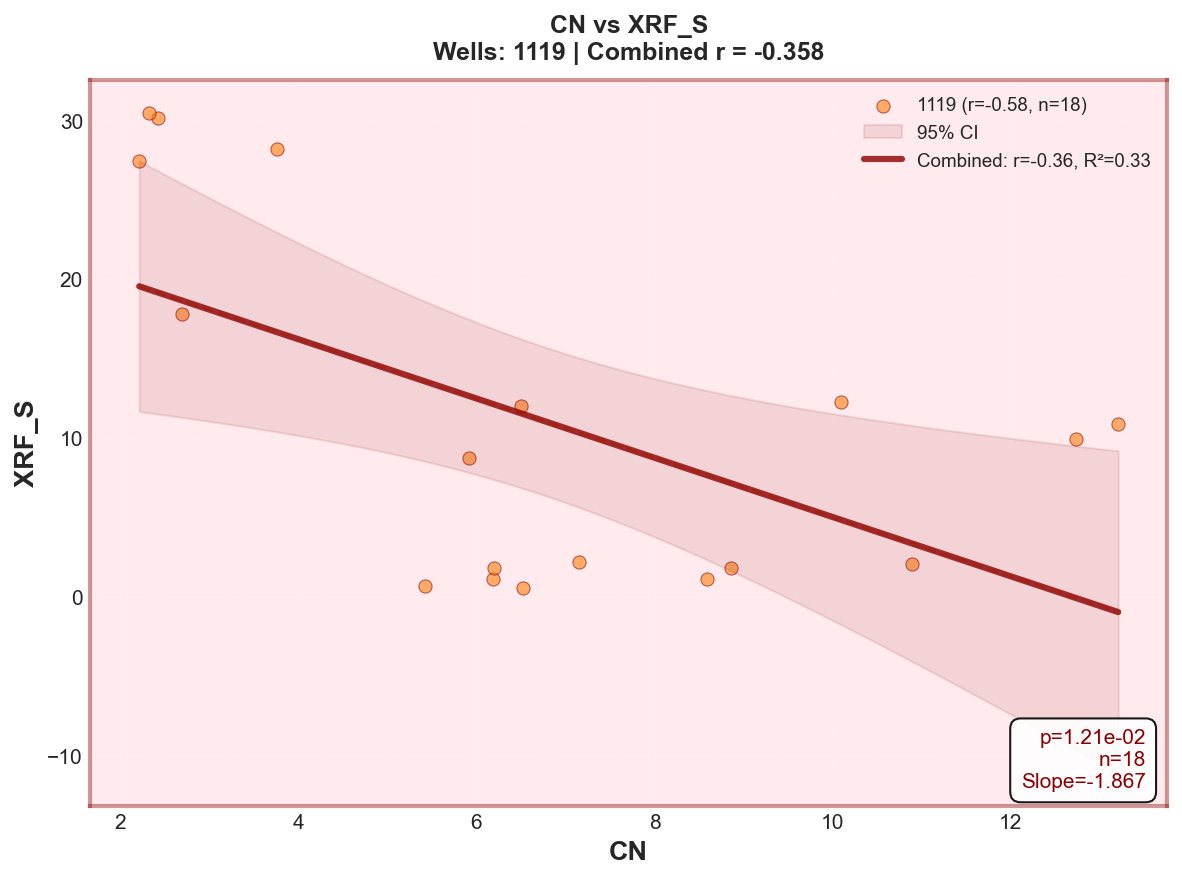 CN vs XRF_S
Wells: 1119 | Combined r = -0.358
1119 (r=-0.58, n=18)
95% CI
Combined: r=-0.36, R²=0.33
XRF_S
30
20
10
0
−10
p=1.21e-02
n=18
Slope=-1.867
2 4 6 8 10 12
CN